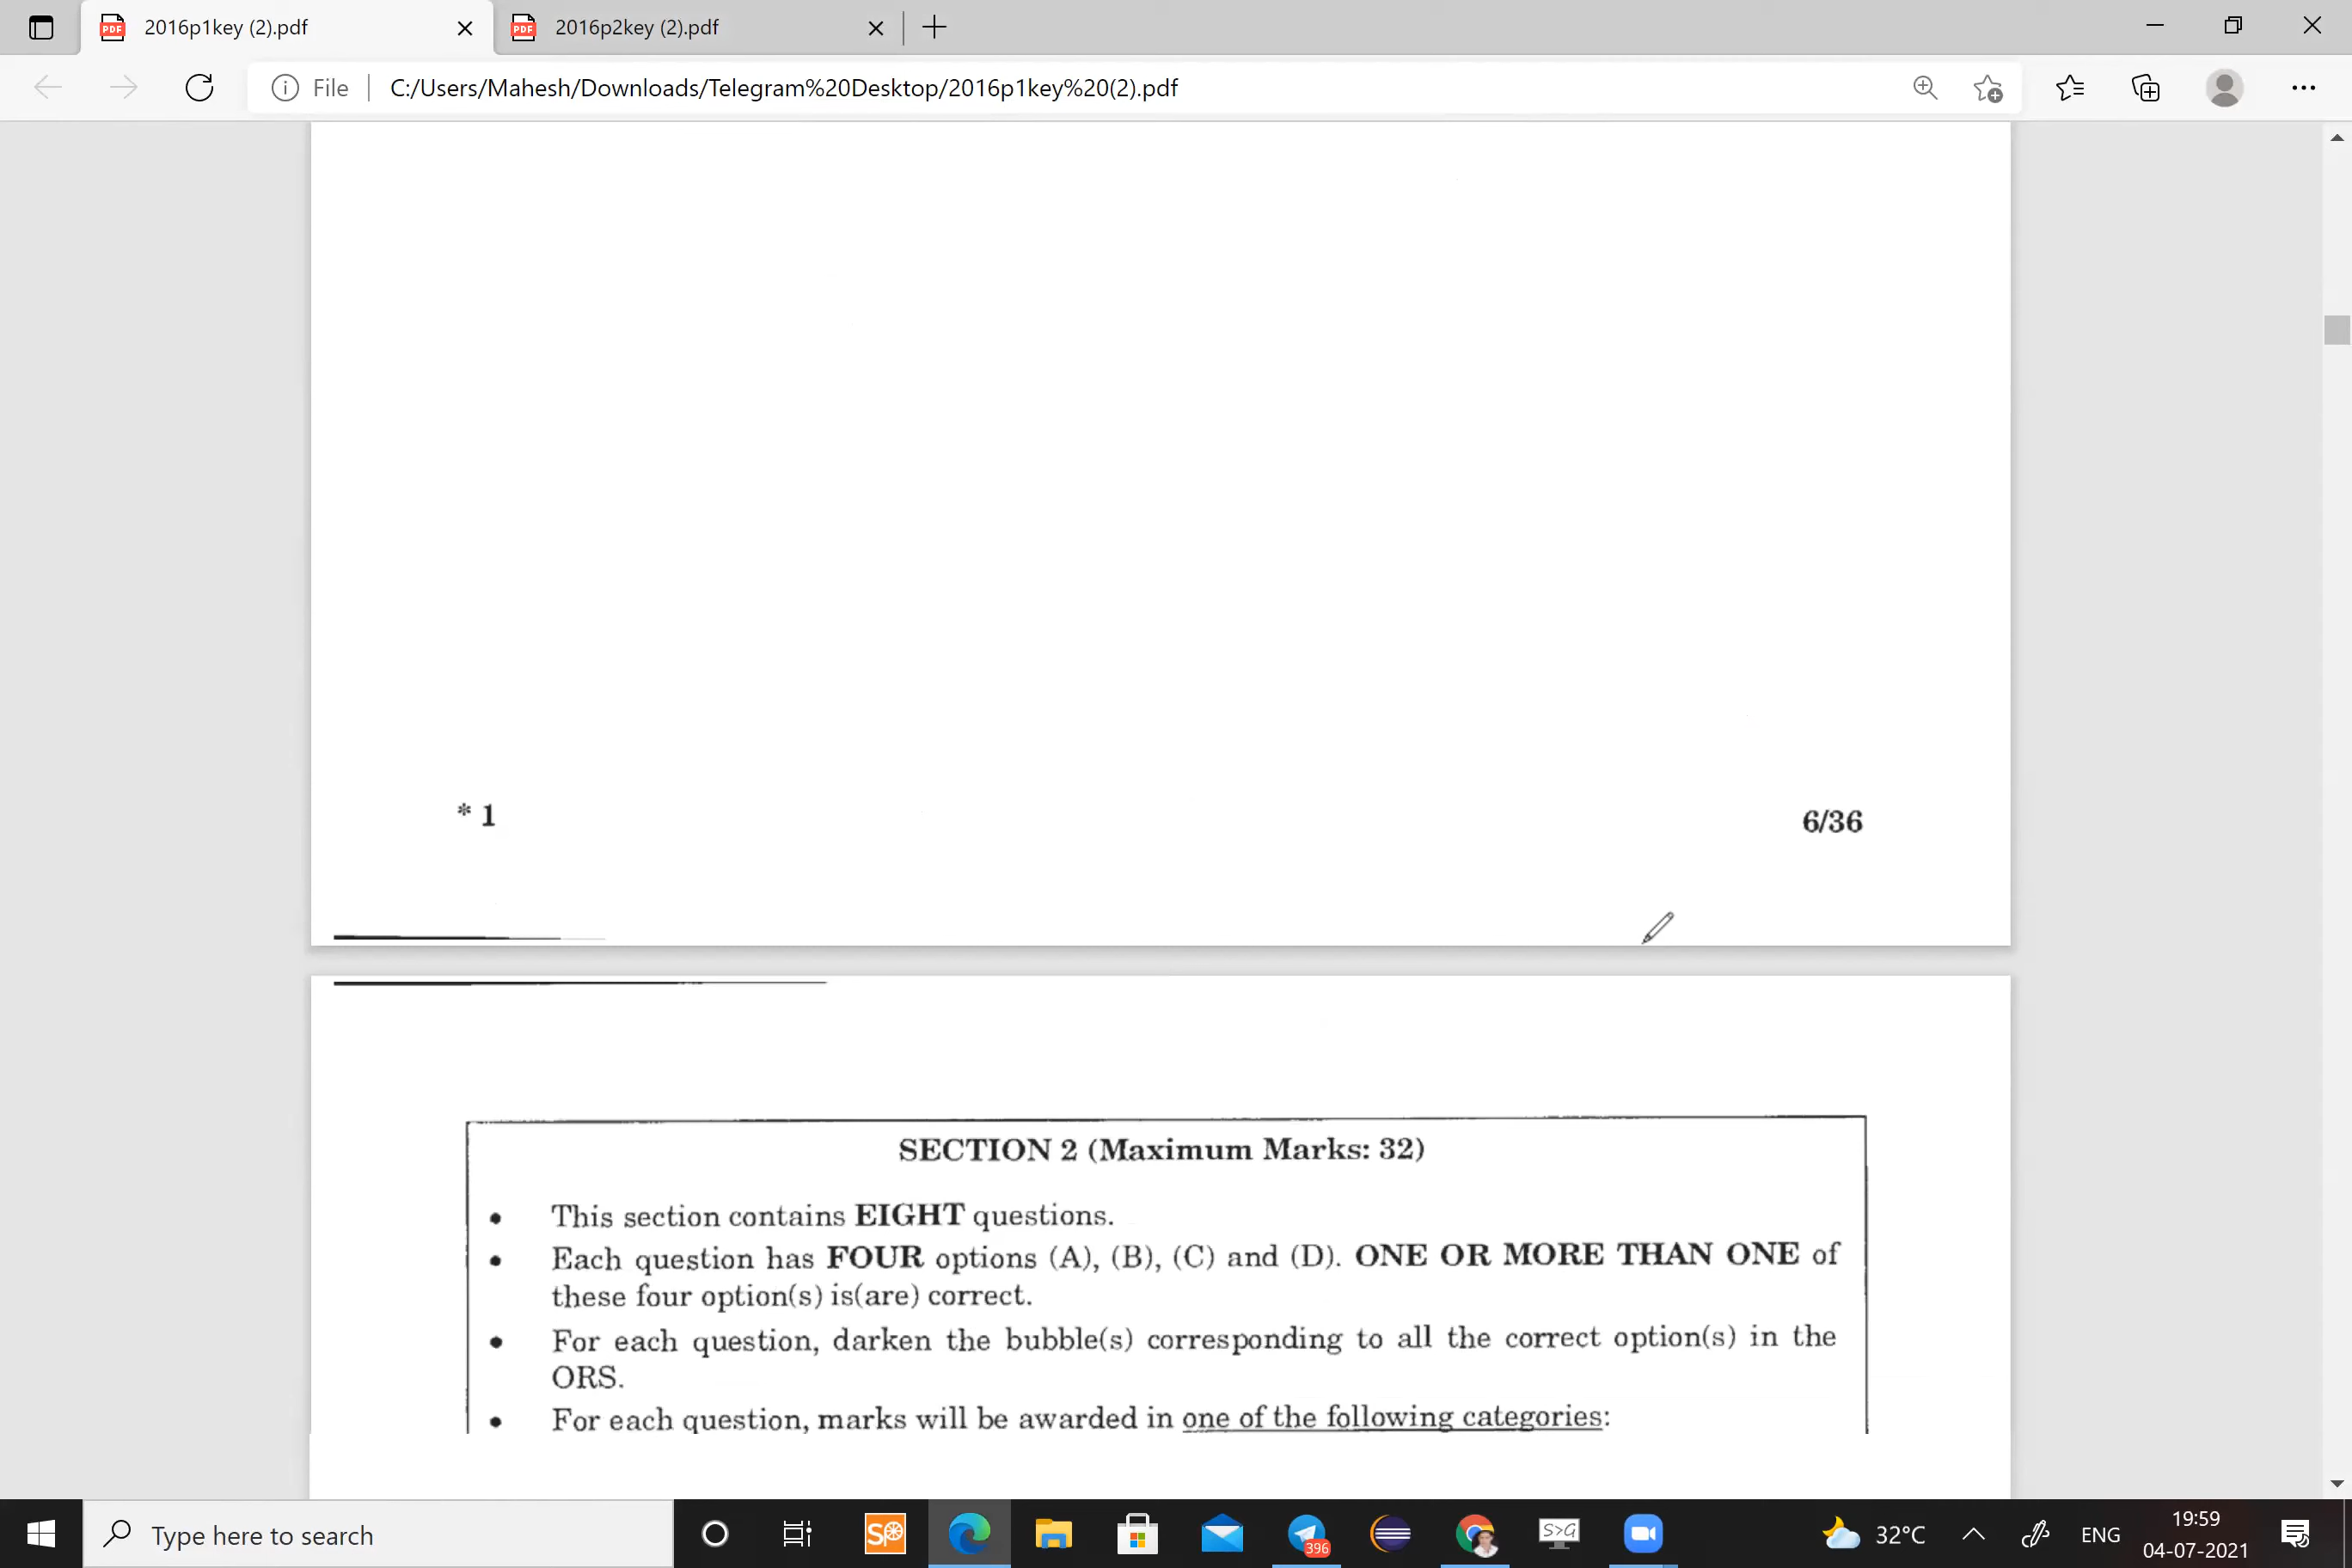 2016p1key (2).pdf
2016p2key (2).pdf
File
C:/Users/Mahesh/Downloads/Telegram%20Desktop/2016p1key%20(2).pdf
* 1
6/36
SECTION 2 (Maximum Marks: 32)
• This section contains EIGHT questions.
• Each question has FOUR options (A), (B), (C) and (D). ONE OR MORE THAN ONE of
these four option(s) is(are) correct.
• For each question, darken the bubble(s) corresponding to all the correct option(s) in the
ORS.
• For each question, marks will be awarded in one of the following categories:
Type here to search
396
S>G
32°C
ENG
19:59
04-07-2021